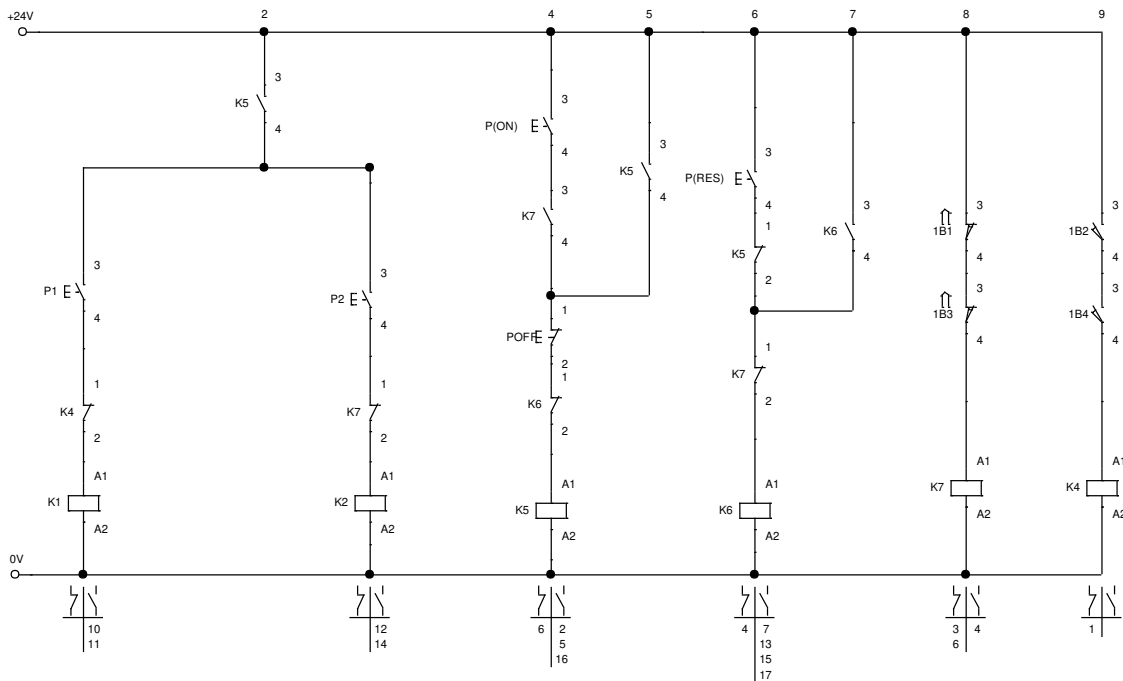 +24V 2 4 5 6 7 8 9
3
K5
4
3
P(ON)
4
3
K5
4
3
P(RES)
4
3
K7
4
1
K5
2
3
K6
4
3
1B1
4
3
1B2
4
3
P1
4
3
P2
4
3
1B3
4
3
1B4
4
1
POFF
2
1
K7
2
1
K4
2
1
K7
2
1
K6
2
A1
K1
A2
A1
K2
A2
A1
K5
A2
A1
K6
A2
A1
K7
A2
A1
K4
A2
0V
10
11
12
14
6 2
5
16
4 7
13
15
17
3 4
6
1